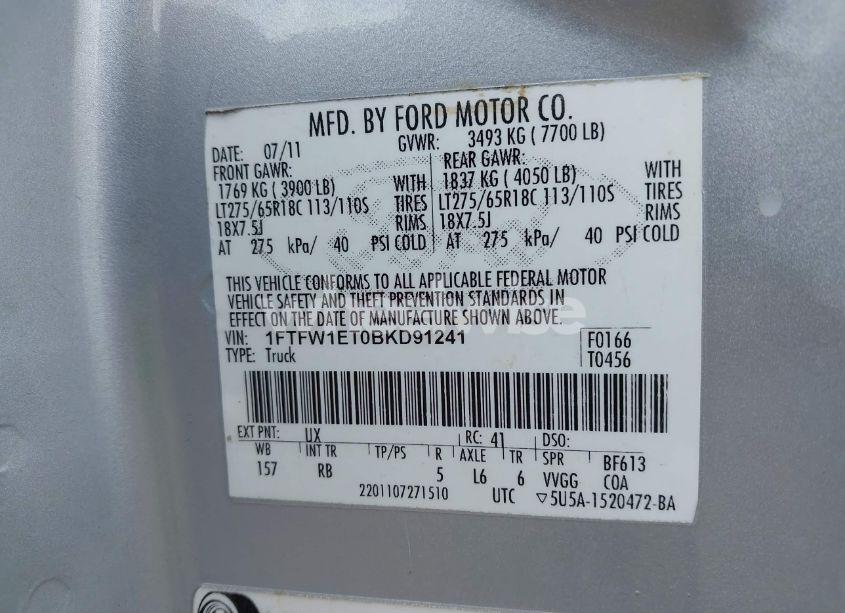 MFD. BY FORD MOTOR CO.
DATE: 07/11 GVWR: 3493 KG ( 7700 LB)
FRONT GAWR: REAR GAWR:
1769 KG ( 3900 LB) WITH 1837 KG ( 4050 LB) WITH
LT275/65R18C 113/110S TIRES LT275/65R18C 113/110S TIRES
18X7.5J RIMS 18X7.5J RIMS
AT 275 kPa/ 40 PSI COLD AT 275 kPa/ 40 PSI COLD
THIS VEHICLE CONFORMS TO ALL APPLICABLE FEDERAL MOTOR
VEHICLE SAFETY AND THEFT PREVENTION STANDARDS IN
EFFECT ON THE DATE OF MANUFACTURE SHOWN ABOVE.
VIN: 1FTFW1ET0BKD91241 F0166
TYPE: Truck T0456
EXT PNT: UX RC: 41 DSO:
WB INT TR TP/PS R AXLE TR SPR BF613
157 RB 5 L6 6 VVGG COA
2201107271510 UTC ▽5U5A-1520472-BA